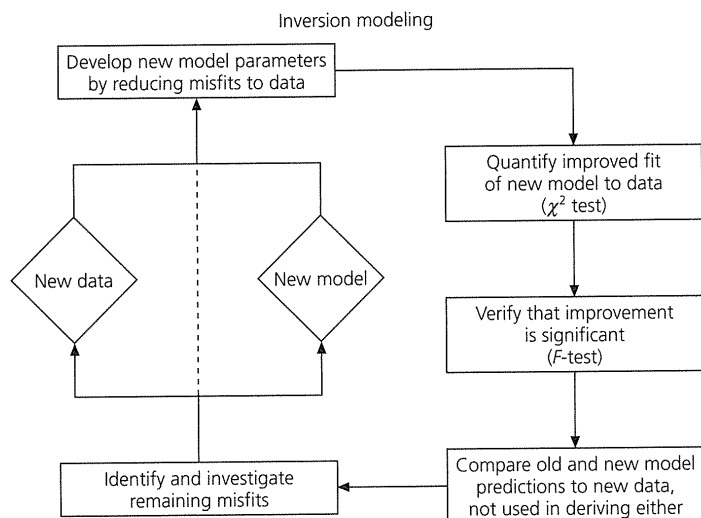 Inversion modeling
Develop new model parameters
by reducing misfits to data
Quantify improved fit
of new model to data
(χ² test)
New data
New model
Verify that improvement
is significant
(F-test)
Compare old and new model
predictions to new data,
not used in deriving either
Identify and investigate
remaining misfits